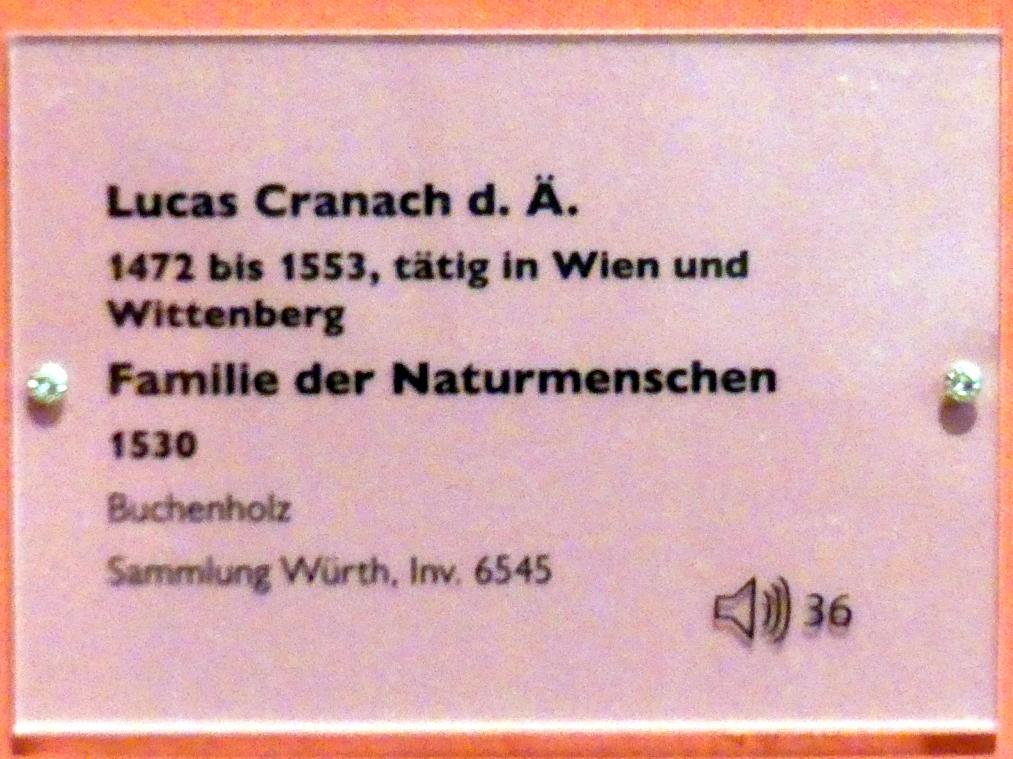 Lucas Cranach d. Ä.
1472 bis 1553, tätig in Wien und
Wittenberg
Familie der Naturmenschen
1530
Buchenholz
Sammlung Würth, Inv. 6545
36